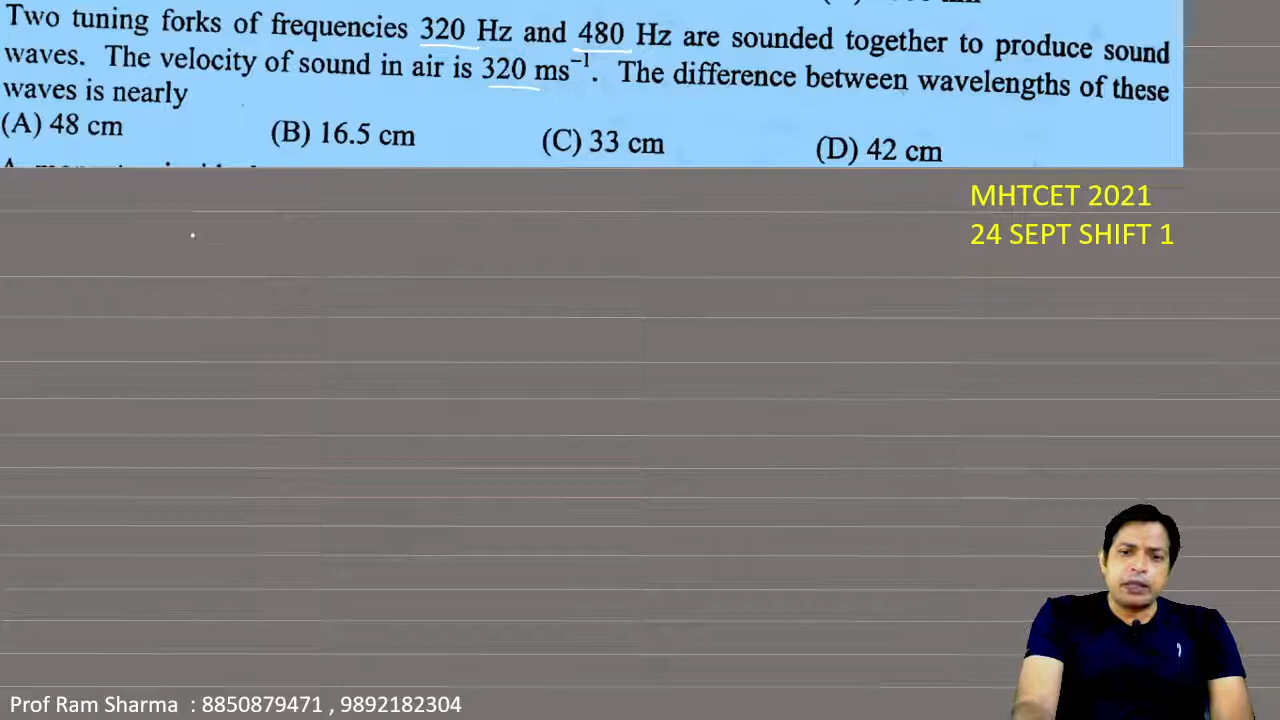 Two tuning forks of frequencies 320 Hz and 480 Hz are sounded together to produce sound
waves. The velocity of sound in air is 320 ms⁻¹. The difference between wavelengths of these
waves is nearly
(A) 48 cm (B) 16.5 cm (C) 33 cm (D) 42 cm
MHTCET 2021
24 SEPT SHIFT 1
Prof Ram Sharma : 8850879471 , 9892182304